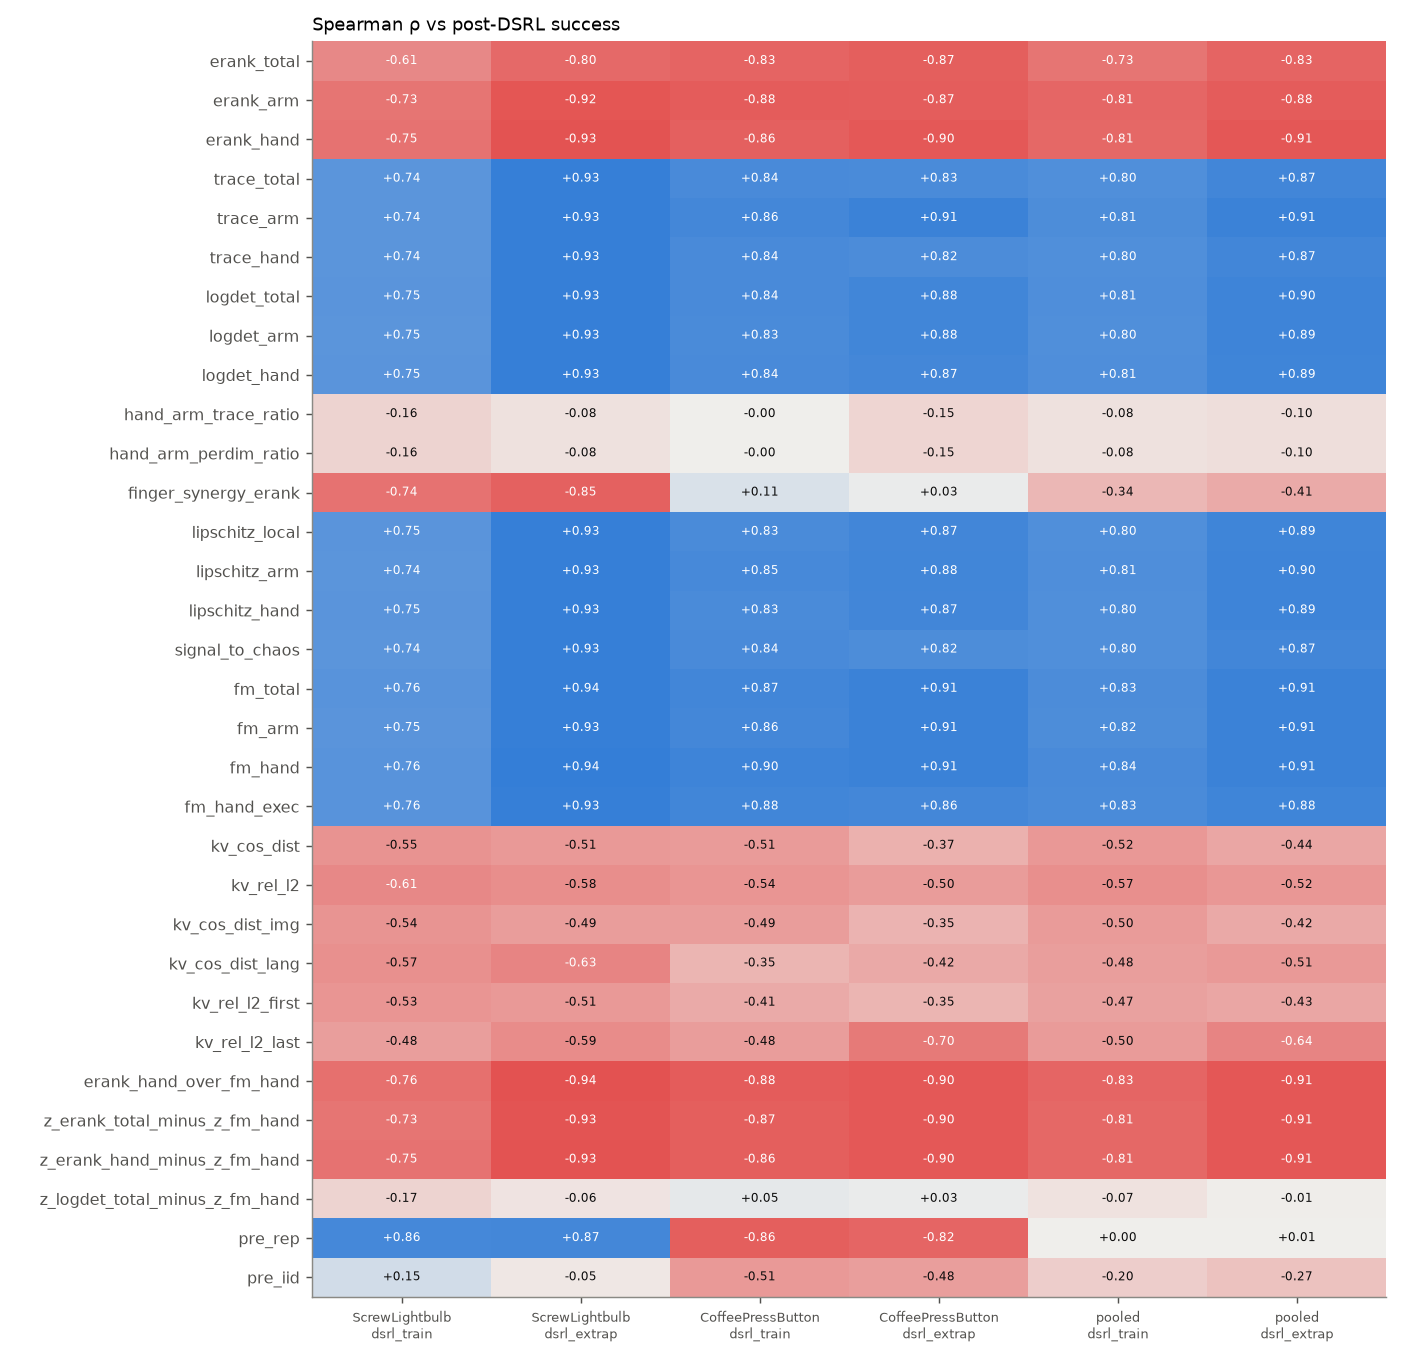 Spearman ρ vs post-DSRL success
erank_total -0.61 -0.80 -0.83 -0.87 -0.73 -0.83
erank_arm -0.73 -0.92 -0.88 -0.87 -0.81 -0.88
erank_hand -0.75 -0.93 -0.86 -0.90 -0.81 -0.91
trace_total +0.74 +0.93 +0.84 +0.83 +0.80 +0.87
trace_arm +0.74 +0.93 +0.86 +0.91 +0.81 +0.91
trace_hand +0.74 +0.93 +0.84 +0.82 +0.80 +0.87
logdet_total +0.75 +0.93 +0.84 +0.88 +0.81 +0.90
logdet_arm +0.75 +0.93 +0.83 +0.88 +0.80 +0.89
logdet_hand +0.75 +0.93 +0.84 +0.87 +0.81 +0.89
hand_arm_trace_ratio -0.16 -0.08 -0.00 -0.15 -0.08 -0.10
hand_arm_perdim_ratio -0.16 -0.08 -0.00 -0.15 -0.08 -0.10
finger_synergy_erank -0.74 -0.85 +0.11 +0.03 -0.34 -0.41
lipschitz_local +0.75 +0.93 +0.83 +0.87 +0.80 +0.89
lipschitz_arm +0.74 +0.93 +0.85 +0.88 +0.81 +0.90
lipschitz_hand +0.75 +0.93 +0.83 +0.87 +0.80 +0.89
signal_to_chaos +0.74 +0.93 +0.84 +0.82 +0.80 +0.87
fm_total +0.76 +0.94 +0.87 +0.91 +0.83 +0.91
fm_arm +0.75 +0.93 +0.86 +0.91 +0.82 +0.91
fm_hand +0.76 +0.94 +0.90 +0.91 +0.84 +0.91
fm_hand_exec +0.76 +0.93 +0.88 +0.86 +0.83 +0.88
kv_cos_dist -0.55 -0.51 -0.51 -0.37 -0.52 -0.44
kv_rel_l2 -0.61 -0.58 -0.54 -0.50 -0.57 -0.52
kv_cos_dist_img -0.54 -0.49 -0.49 -0.35 -0.50 -0.42
kv_cos_dist_lang -0.57 -0.63 -0.35 -0.42 -0.48 -0.51
kv_rel_l2_first -0.53 -0.51 -0.41 -0.35 -0.47 -0.43
kv_rel_l2_last -0.48 -0.59 -0.48 -0.70 -0.50 -0.64
erank_hand_over_fm_hand -0.76 -0.94 -0.88 -0.90 -0.83 -0.91
z_erank_total_minus_z_fm_hand -0.73 -0.93 -0.87 -0.90 -0.81 -0.91
z_erank_hand_minus_z_fm_hand -0.75 -0.93 -0.86 -0.90 -0.81 -0.91
z_logdet_total_minus_z_fm_hand -0.17 -0.06 +0.05 +0.03 -0.07 -0.01
pre_rep +0.86 +0.87 -0.86 -0.82 +0.00 +0.01
pre_iid +0.15 -0.05 -0.51 -0.48 -0.20 -0.27
ScrewLightbulb ScrewLightbulb CoffeePressButton CoffeePressButton pooled pooled
dsrl_train dsrl_extrap dsrl_train dsrl_extrap dsrl_train dsrl_extrap